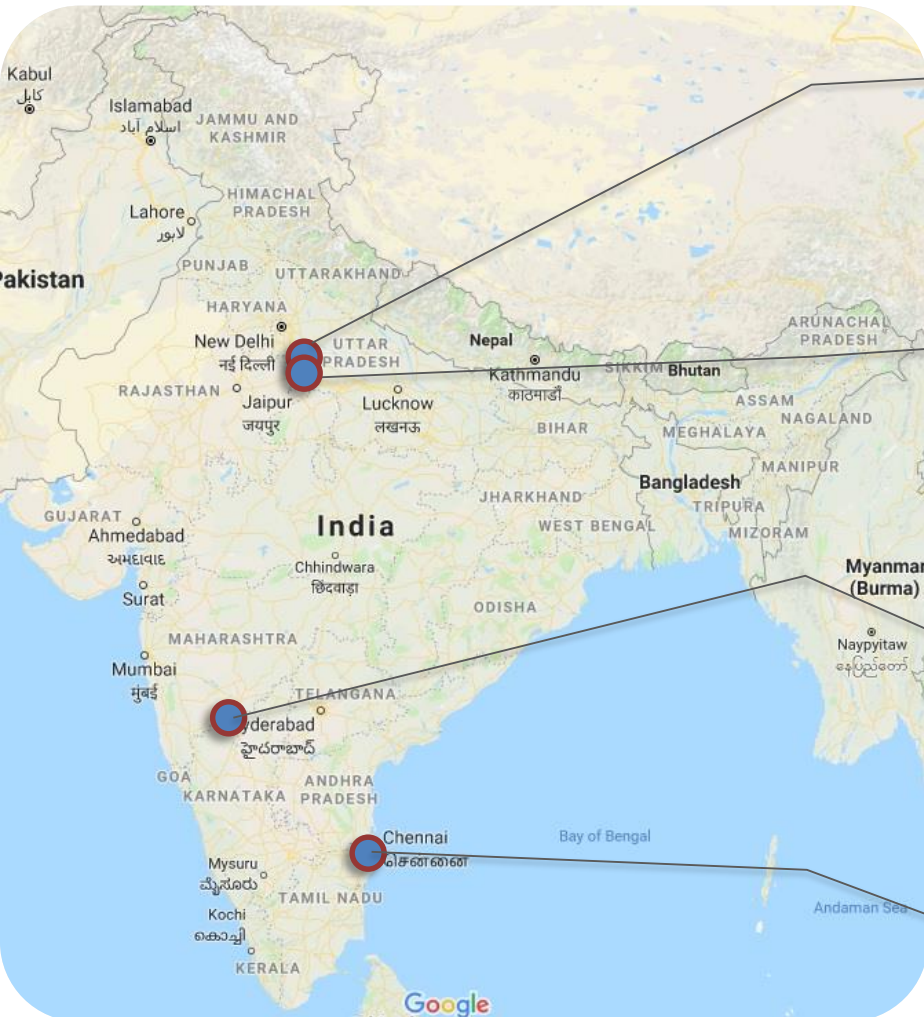 Kabul
کابل
Islamabad
اسلام آباد
JAMMU AND
KASHMIR
HIMACHAL
PRADESH
Lahore
لاہور
PUNJAB
UTTARAKHAND
Pakistan
HARYANA
ARUNACHAL
PRADESH
New Delhi
नई दिल्ली
UTTAR
PRADESH
Nepal
Kathmandu
काठमाडौं
SIKKIM
Bhutan
RAJASTHAN
Jaipur
जयपुर
Lucknow
लखनऊ
ASSAM
NAGALAND
BIHAR
MEGHALAYA
MANIPUR
Bangladesh
JHARKHAND
TRIPURA
GUJARAT
Ahmedabad
અમદાવાદ
India
WEST BENGAL
MIZORAM
Chhindwara
छिंदवाड़ा
Myanmar
(Burma)
Surat
ODISHA
MAHARASHTRA
Naypyitaw
နေပြည်တော်
Mumbai
मुंबई
TELANGANA
yderabad
హైదరాబాద్
GOA
KARNATAKA
ANDHRA
PRADESH
Chennai
சென்னை
Bay of Bengal
Mysuru
ಮೈಸೂರು
TAMIL NADU
Andaman Sea
Kochi
കൊച്ചി
KERALA
Google